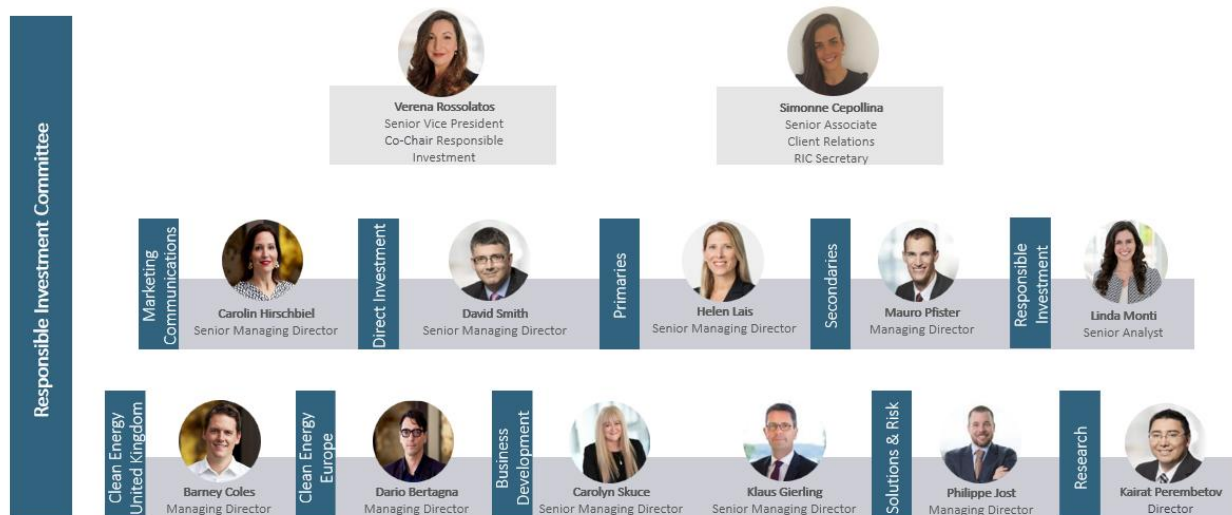 Responsible Investment Committee
Verena Rossolatos
Senior Vice President
Co-Chair Responsible
Investment
Simonne Cepollina
Senior Associate
Client Relations
RIC Secretary
Marketing
Communications
Carolin Hirschbiel
Senior Managing Director
Direct Investment
David Smith
Senior Managing Director
Primaries
Helen Lais
Senior Managing Director
Secondaries
Mauro Pfister
Managing Director
Responsible
Investment
Linda Monti
Senior Analyst
Clean Energy
United Kingdom
Barney Coles
Managing Director
Clean Energy
Europe
Dario Bertagna
Managing Director
Business
Development
Carolyn Skuce
Senior Managing Director
Klaus Gierling
Senior Managing Director
Solutions & Risk
Philippe Jost
Managing Director
Research
Kairat Perembetov
Director